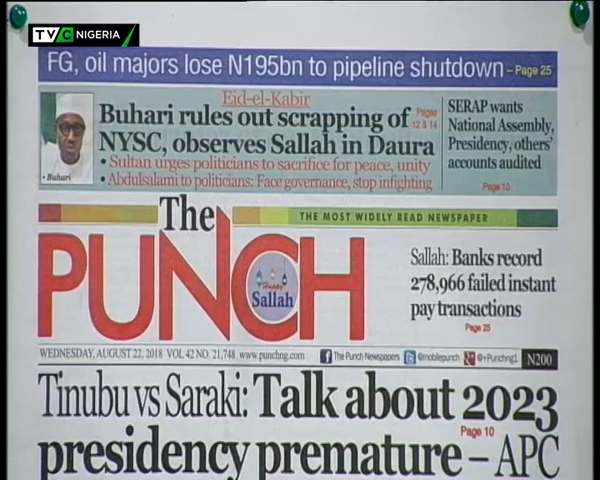 TVC NIGERIA
FG, oil majors lose N195bn to pipeline shutdown – Page 25
Eid-el-Kabir
Buhari rules out scrapping of
NYSC, observes Sallah in Daura
Pages
12 & 14
• Sultan urges politicians to sacrifice for peace, unity
• Abdulsalami to politicians: Face governance, stop infighting
• Buhari
SERAP wants
National Assembly,
Presidency, others'
accounts audited
Page 10
The
PUNCH
THE MOST WIDELY READ NEWSPAPER
Happy
Sallah
Sallah: Banks record
278,966 failed instant
pay transactions
Page 25
WEDNESDAY, AUGUST 22, 2018 VOL 42 NO. 21,748 www.punchng.com
The Punch Newspapers @mobilepunch @+Punchng1 N200
Tinubu vs Saraki: Talk about 2023
presidency premature – APC
Page 10